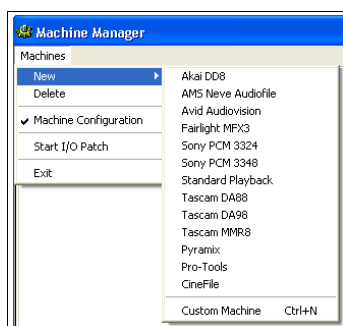 Machine Manager
Machines
New
Delete
Machine Configuration
Start I/O Patch
Exit
Akai DD8
AMS Neve Audiofile
Avid Audiovision
Fairlight MFX3
Sony PCM 3324
Sony PCM 3348
Standard Playback
Tascam DA88
Tascam DA98
Tascam MMR8
Pyramix
Pro-Tools
CineFile
Custom Machine Ctrl+N